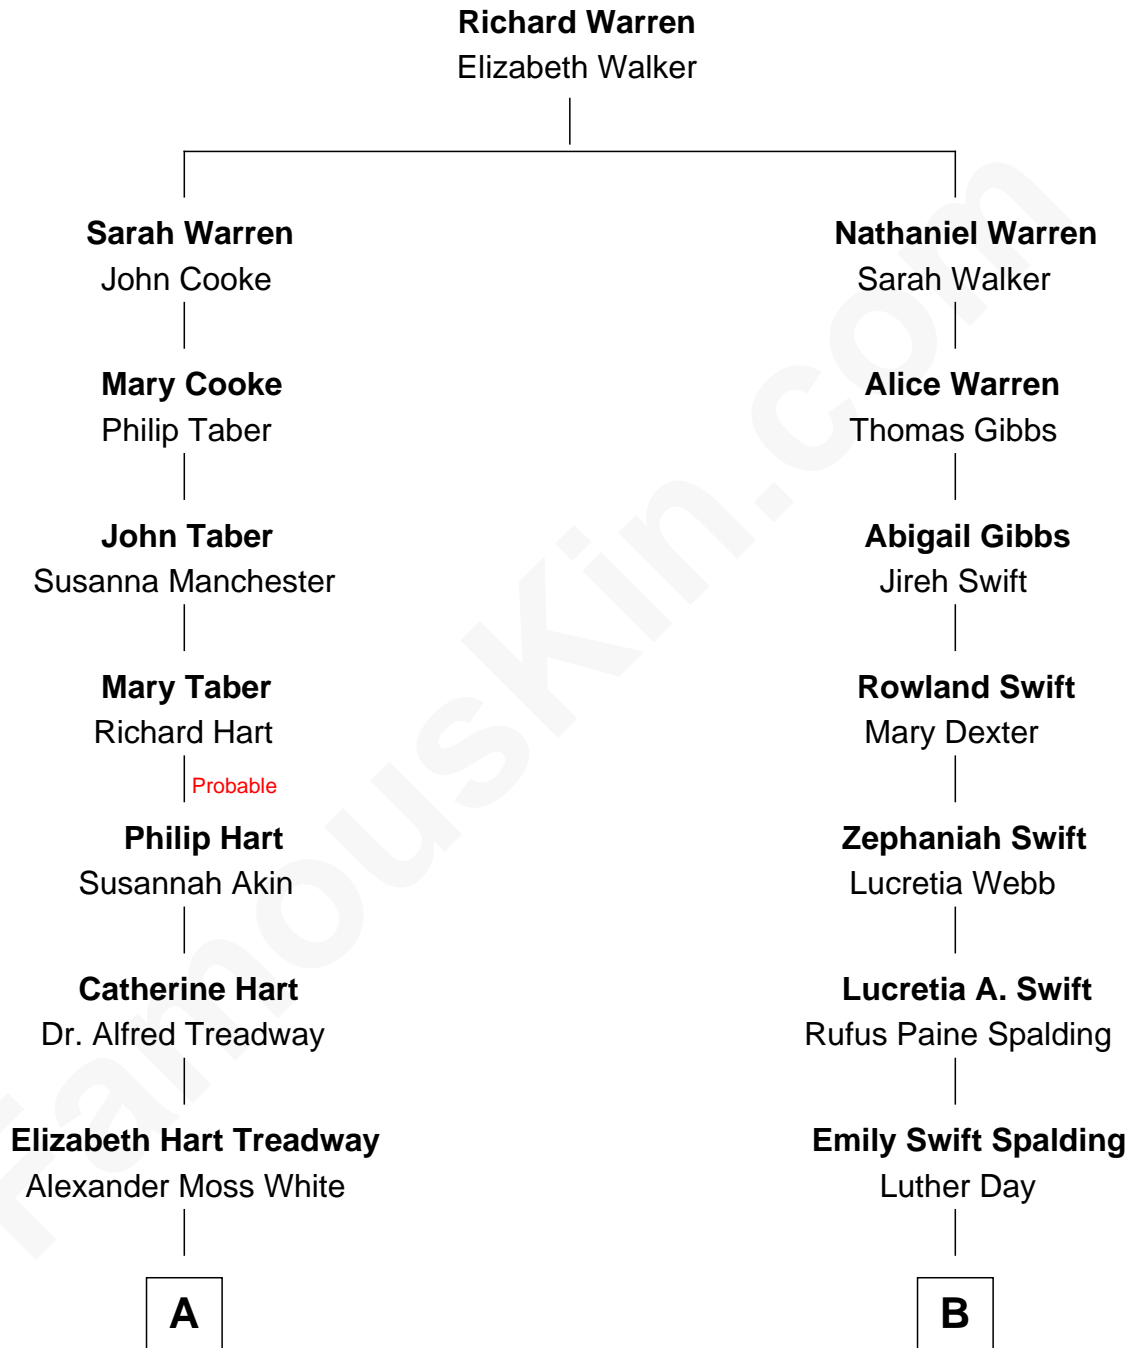 Richard Warren
Elizabeth Walker
Sarah Warren
John Cooke
Nathaniel Warren
Sarah Walker
Mary Cooke
Philip Taber
Alice Warren
Thomas Gibbs
John Taber
Susanna Manchester
Abigail Gibbs
Jireh Swift
Mary Taber
Richard Hart
Rowland Swift
Mary Dexter
Probable
Philip Hart
Susannah Akin
Zephaniah Swift
Lucretia Webb
Catherine Hart
Dr. Alfred Treadway
Lucretia A. Swift
Rufus Paine Spalding
Elizabeth Hart Treadway
Alexander Moss White
Emily Swift Spalding
Luther Day
A
B
FamousKin.com